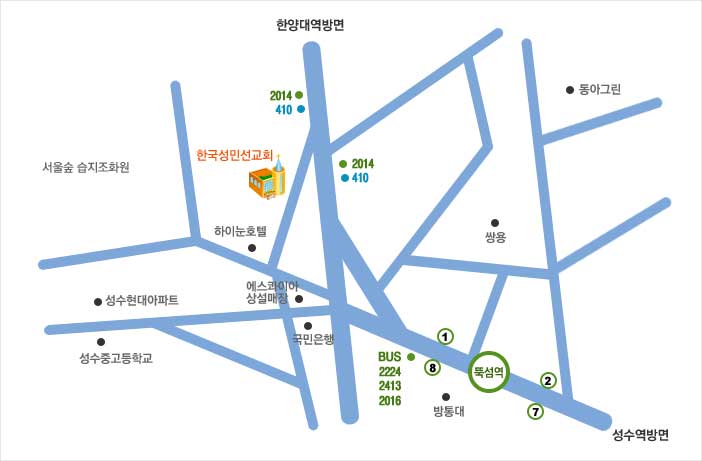 한양대역방면
2014
410
동아그린
한국성민선교회
2014
410
서울숲 습지조화원
하이눈호텔
쌍용
에스콰이아
상설매장
성수현대아파트
국민은행
성수중고등학교
1
BUS
2224
2413
2016
8
뚝섬역
2
방통대
7
성수역방면